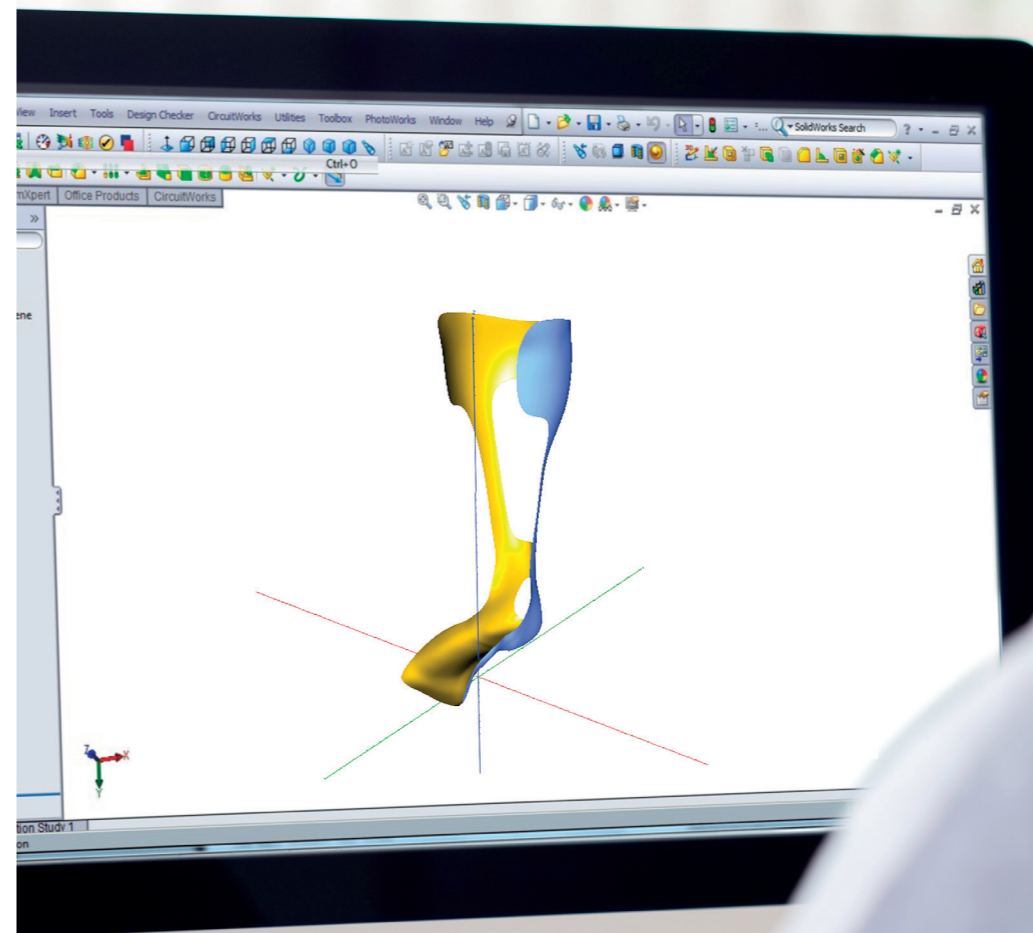 View Insert Tools Design Checker CircuitWorks Utilities Toolbox PhotoWorks Window Help SolidWorks Search ?
Ctrl+O
mXpert Office Products CircuitWorks
ene
Z X
Y
tion Study 1
on